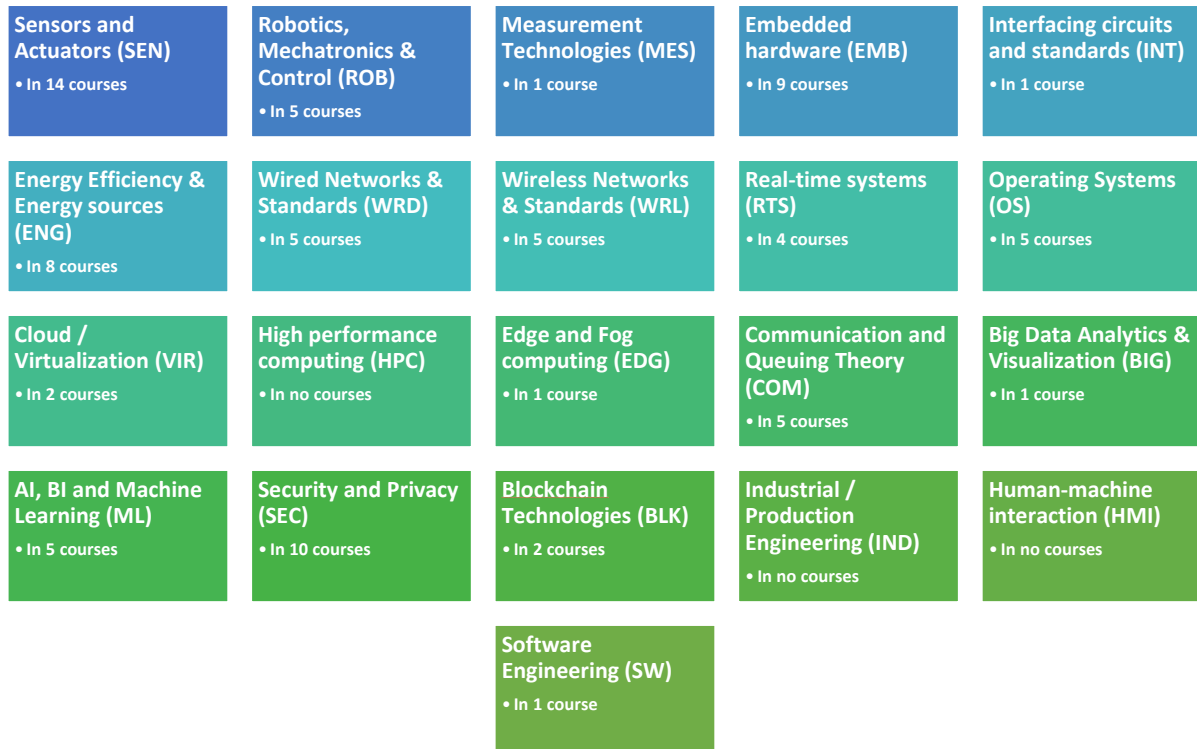 Sensors and
Actuators (SEN)
• In 14 courses
Robotics,
Mechatronics &
Control (ROB)
• In 5 courses
Measurement
Technologies (MES)
• In 1 course
Embedded
hardware (EMB)
• In 9 courses
Interfacing circuits
and standards (INT)
• In 1 course
Energy Efficiency &
Energy sources
(ENG)
• In 8 courses
Wired Networks &
Standards (WRD)
• In 5 courses
Wireless Networks
& Standards (WRL)
• In 5 courses
Real-time systems
(RTS)
• In 4 courses
Operating Systems
(OS)
• In 5 courses
Cloud /
Virtualization (VIR)
• In 2 courses
High performance
computing (HPC)
• In no courses
Edge and Fog
computing (EDG)
• In 1 course
Communication and
Queuing Theory
(COM)
• In 5 courses
Big Data Analytics &
Visualization (BIG)
• In 1 course
AI, BI and Machine
Learning (ML)
• In 5 courses
Security and Privacy
(SEC)
• In 10 courses
Blockchain
Technologies (BLK)
• In 2 courses
Industrial /
Production
Engineering (IND)
• In no courses
Human-machine
interaction (HMI)
• In no courses
Software
Engineering (SW)
• In 1 course